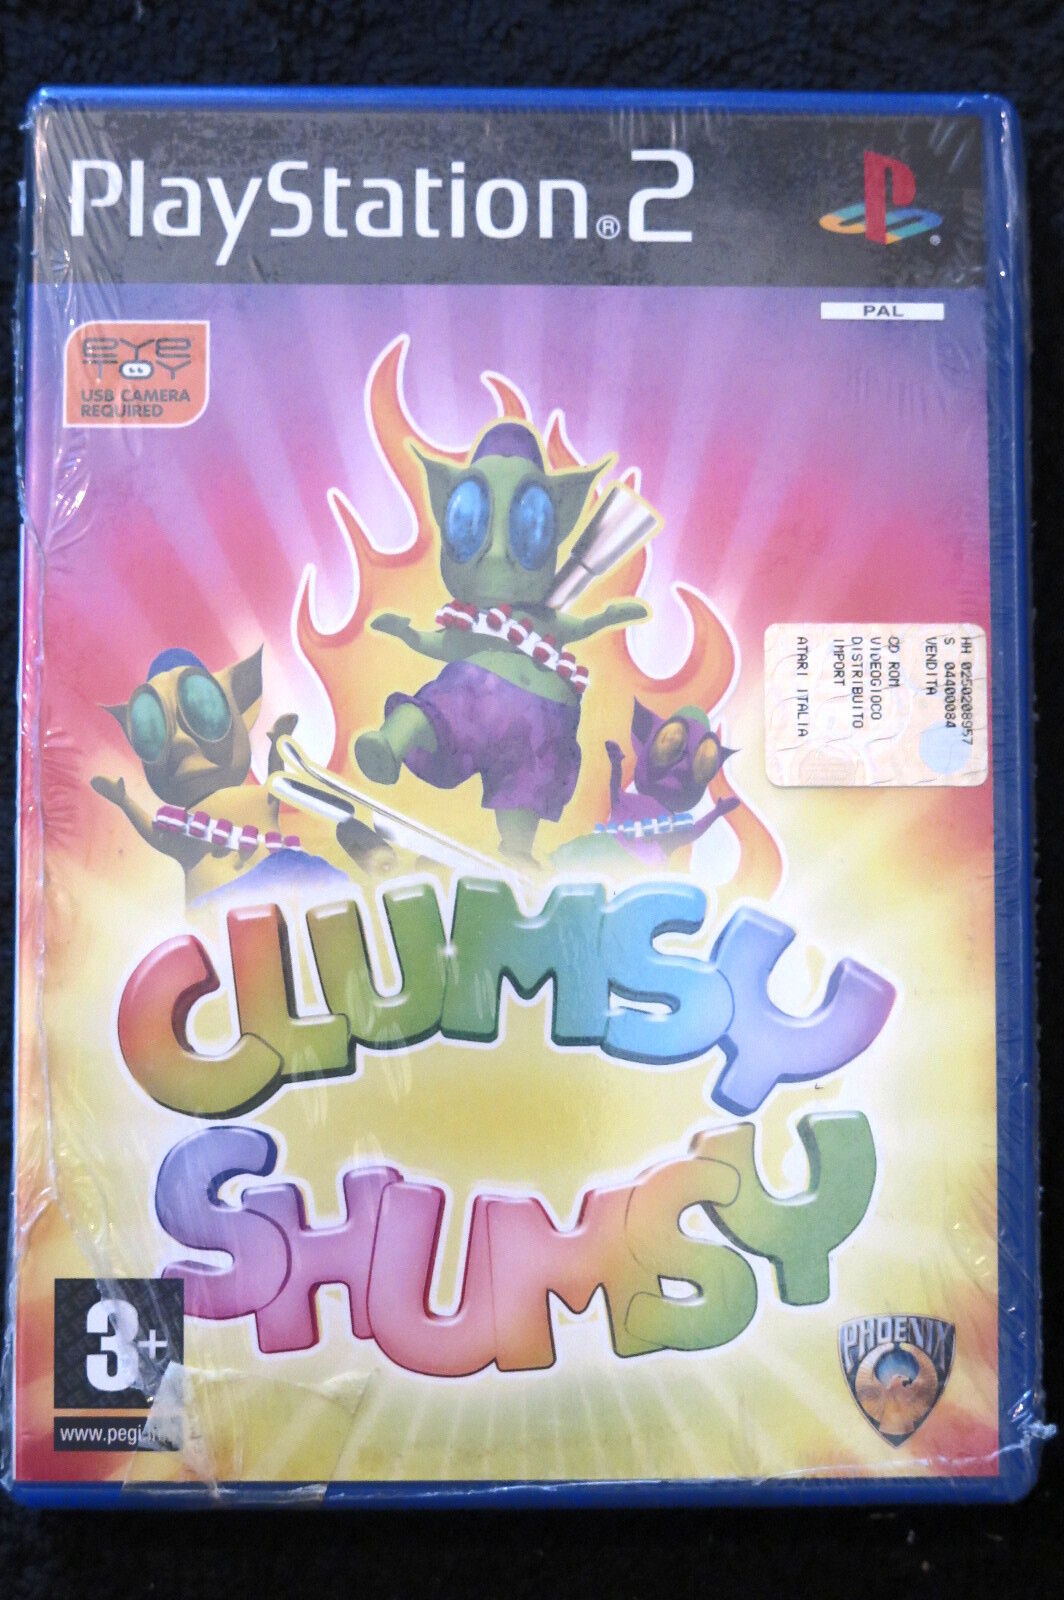 PlayStation®2
PAL
EYE
TOY
USB CAMERA
REQUIRED
HH 0250208957
S 04400084
VENDITA
CD ROM
VIDEOGIOCO
DISTRIBUITO
IMPORT
ATARI ITALIA
CLUMSY
SHUMSY
3+
www.pegi.
PHOENIX